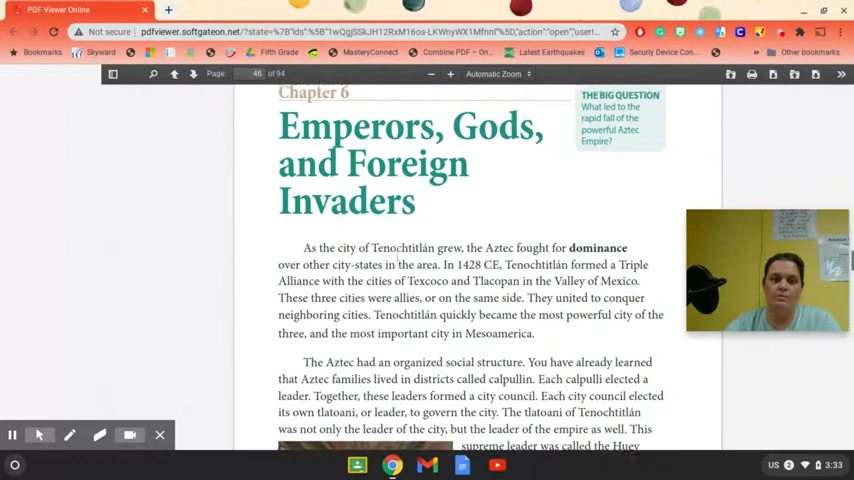 PDF Viewer Online
Not secure pdfviewer.softgateon.net/?state=%7B"ids"%5B"1wQgjSSkJH12RxM16os-LKWnyWX1Mfnnl"%5D,"action":"open","userI
Bookmarks Skyward Fifth Grade MasteryConnect Combine PDF – On... Latest Earthquakes Securly Device Con... Other bookmarks
Page: 46 of 94 Automatic Zoom
Chapter 6
Emperors, Gods,
and Foreign
Invaders
THE BIG QUESTION
What led to the
rapid fall of the
powerful Aztec
Empire?
As the city of Tenochtitlán grew, the Aztec fought for dominance
over other city-states in the area. In 1428 CE, Tenochtitlán formed a Triple
Alliance with the cities of Texcoco and Tlacopan in the Valley of Mexico.
These three cities were allies, or on the same side. They united to conquer
neighboring cities. Tenochtitlán quickly became the most powerful city of the
three, and the most important city in Mesoamerica.
The Aztec had an organized social structure. You have already learned
that Aztec families lived in districts called calpullin. Each calpulli elected a
leader. Together, these leaders formed a city council. Each city council elected
its own tlatoani, or leader, to govern the city. The tlatoani of Tenochtitlán
was not only the leader of the city, but the leader of the empire as well. This
supreme leader was called the Huey
US 2 3:33